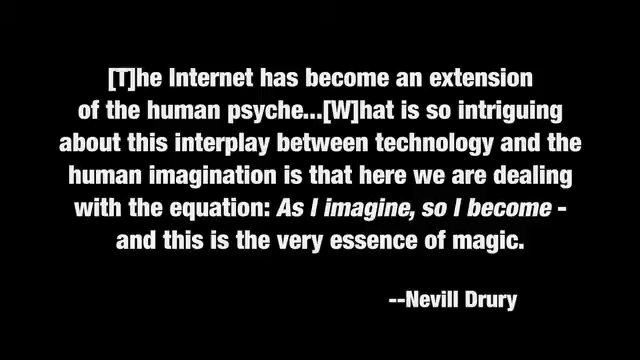 [T]he Internet has become an extension
of the human psyche...[W]hat is so intriguing
about this interplay between technology and the
human imagination is that here we are dealing
with the equation: As I imagine, so I become -
and this is the very essence of magic.
--Nevill Drury